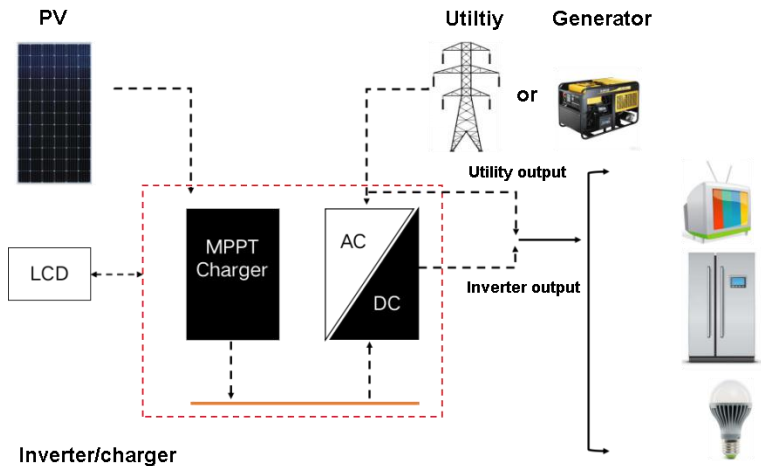 PV
Utiltiy
Generator
or
Utility output
MPPT
Charger
AC
LCD
DC
Inverter output
Inverter/charger